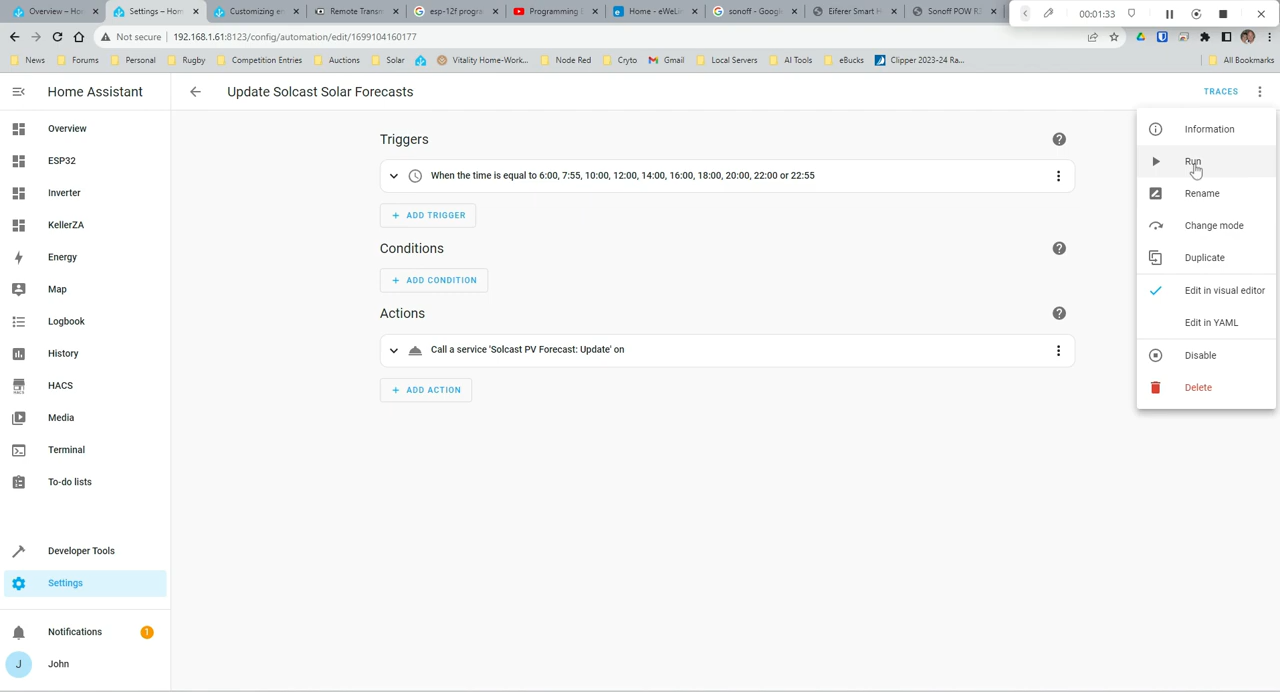 Overview – Ho
Settings – Hom
Customizing e
Remote Transm
esp-12f progra
Programming E
Home - eWeLin
sonoff - Google
Eiferer Smart H
Sonoff POW R3
00:01:33
Not secure
192.168.1.61:8123/config/automation/edit/1699104160177
News
Forums
Personal
Rugby
Competition Entries
Auctions
Solar
Vitality Home-Work...
Node Red
Cryto
Gmail
Local Servers
AI Tools
eBucks
Clipper 2023-24 Ra...
All Bookmarks
Home Assistant
Update Solcast Solar Forecasts
TRACES
Overview
ESP32
Inverter
KellerZA
Energy
Map
Logbook
History
HACS
Media
Terminal
To-do lists
Developer Tools
Settings
Notifications
1
J
John
Triggers
When the time is equal to 6:00, 7:55, 10:00, 12:00, 14:00, 16:00, 18:00, 20:00, 22:00 or 22:55
+ ADD TRIGGER
Conditions
+ ADD CONDITION
Actions
Call a service 'Solcast PV Forecast: Update' on
+ ADD ACTION
Information
Run
Rename
Change mode
Duplicate
Edit in visual editor
Edit in YAML
Disable
Delete